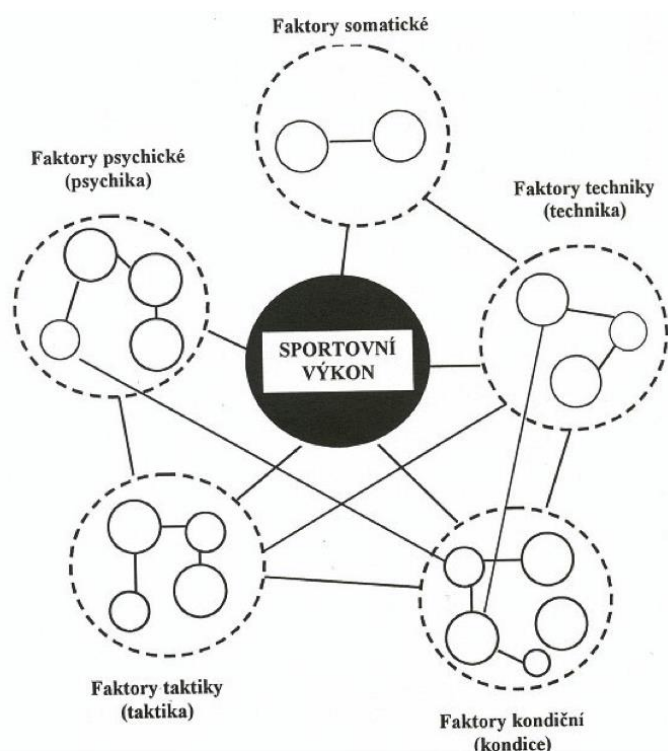 Faktory somatické
Faktory psychické
(psychika)
Faktory techniky
(technika)
SPORTOVNÍ
VÝKON
Faktory taktiky
(taktika)
Faktory kondiční
(kondice)